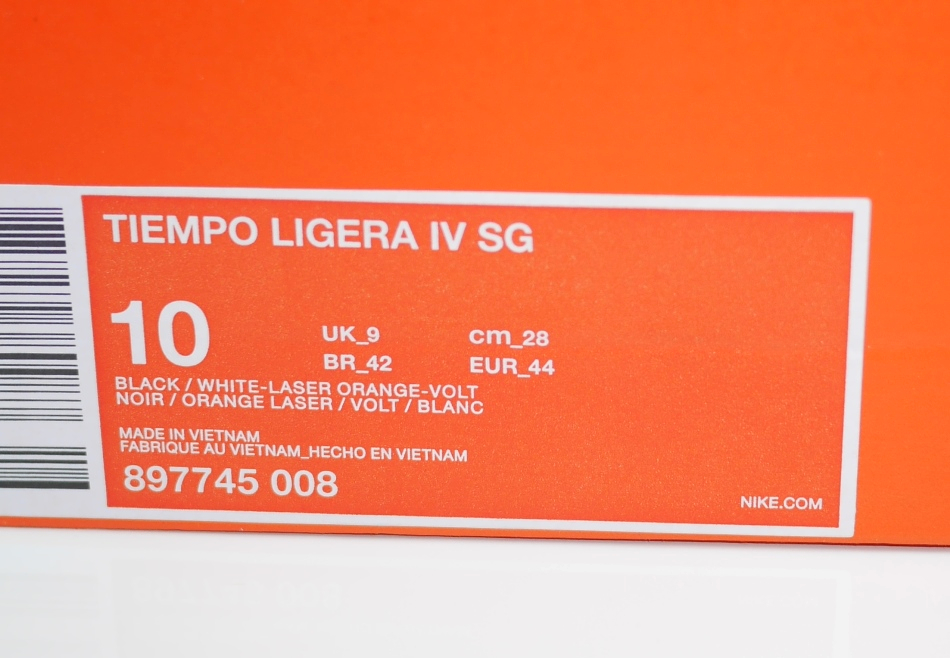 TIEMPO LIGERA IV SG
10
UK_9 cm_28
BR_42 EUR_44
BLACK / WHITE-LASER ORANGE-VOLT
NOIR / ORANGE LASER / VOLT / BLANC
MADE IN VIETNAM
FABRIQUE AU VIETNAM_HECHO EN VIETNAM
897745 008
NIKE.COM